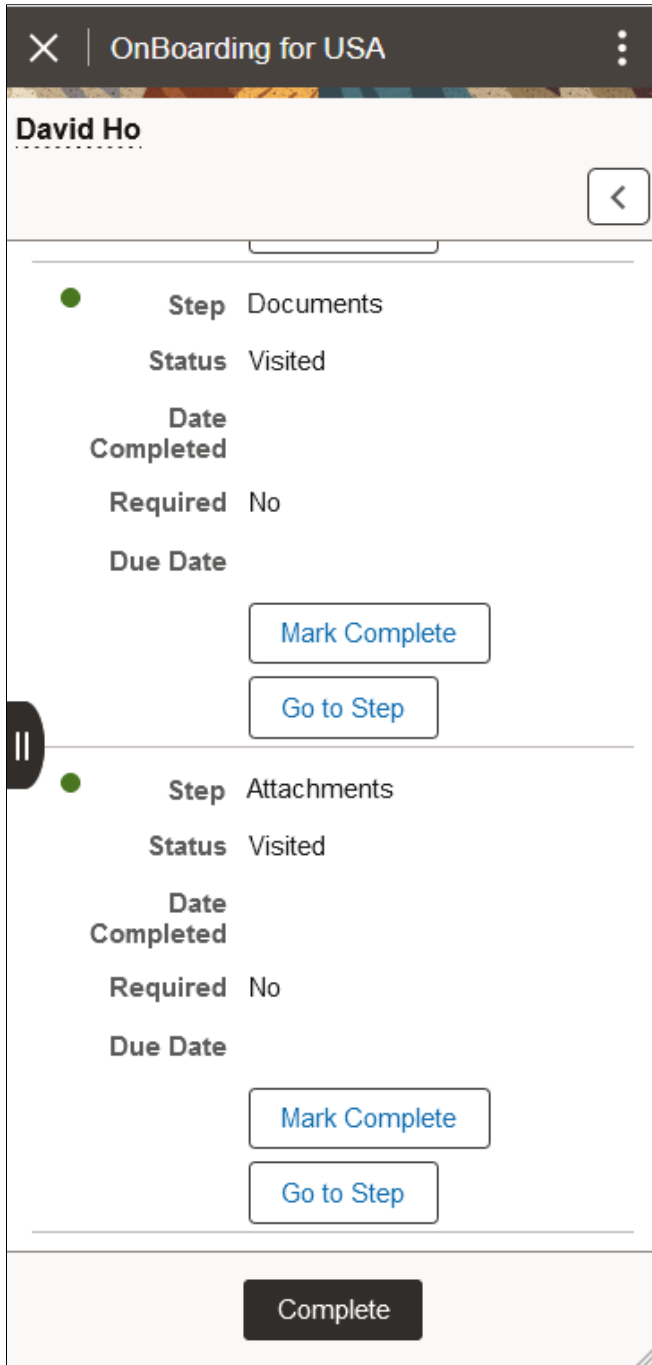 OnBoarding for USA
David Ho
Step Documents
Status Visited
Date
Completed
Required No
Due Date
Mark Complete
Go to Step
Step Attachments
Status Visited
Date
Completed
Required No
Due Date
Mark Complete
Go to Step
Complete